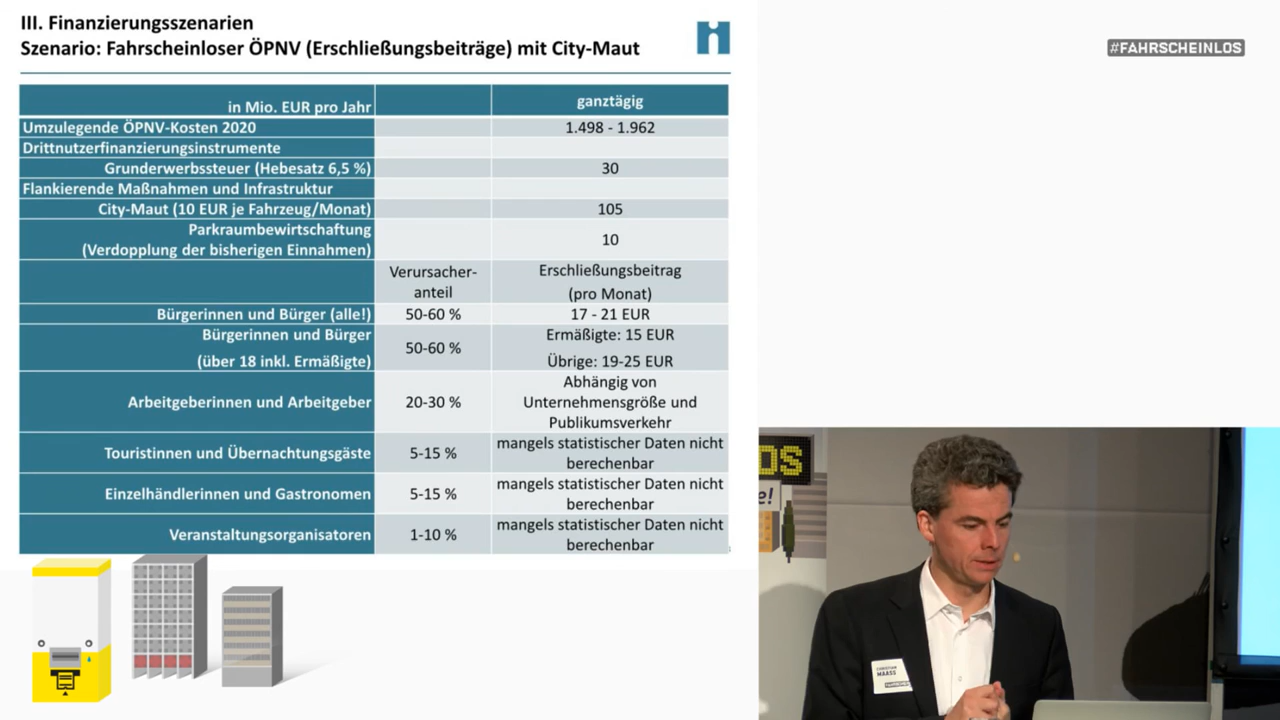 III. Finanzierungsszenarien
Szenario: Fahrscheinloser ÖPNV (Erschließungsbeiträge) mit City-Maut
#FAHRSCHEINLOS
in Mio. EUR pro Jahr ganztägig
Umzulegende ÖPNV-Kosten 2020 1.498 - 1.962
Drittnutzerfinanzierungsinstrumente
Grunderwerbssteuer (Hebesatz 6,5 %) 30
Flankierende Maßnahmen und Infrastruktur
City-Maut (10 EUR je Fahrzeug/Monat) 105
Parkraumbewirtschaftung
(Verdopplung der bisherigen Einnahmen) 10
Verursacher-
anteil
Erschließungsbeitrag
(pro Monat)
Bürgerinnen und Bürger (alle!) 50-60 % 17 - 21 EUR
Bürgerinnen und Bürger
(über 18 inkl. Ermäßigte)
50-60 %
Ermäßigte: 15 EUR
Übrige: 19-25 EUR
Arbeitgeberinnen und Arbeitgeber 20-30 %
Abhängig von
Unternehmensgröße und
Publikumsverkehr
Touristinnen und Übernachtungsgäste 5-15 %
mangels statistischer Daten nicht
berechenbar
Einzelhändlerinnen und Gastronomen 5-15 %
mangels statistischer Daten nicht
berechenbar
Veranstaltungsorganisatoren 1-10 %
mangels statistischer Daten nicht
berechenbar
OS
e!
CHRISTIAN
MAASS